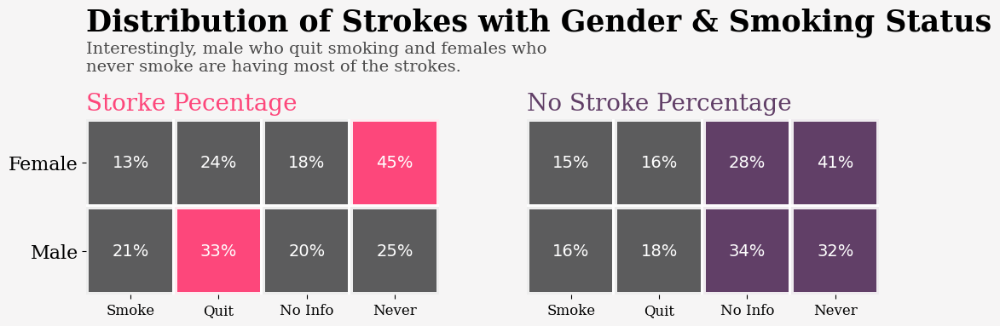 Distribution of Strokes with Gender & Smoking Status
Interestingly, male who quit smoking and females who
never smoke are having most of the strokes.
Storke Pecentage
No Stroke Percentage
Female
13%
24%
18%
45%
15%
16%
28%
41%
Male
21%
33%
20%
25%
16%
18%
34%
32%
Smoke
Quit
No Info
Never
Smoke
Quit
No Info
Never